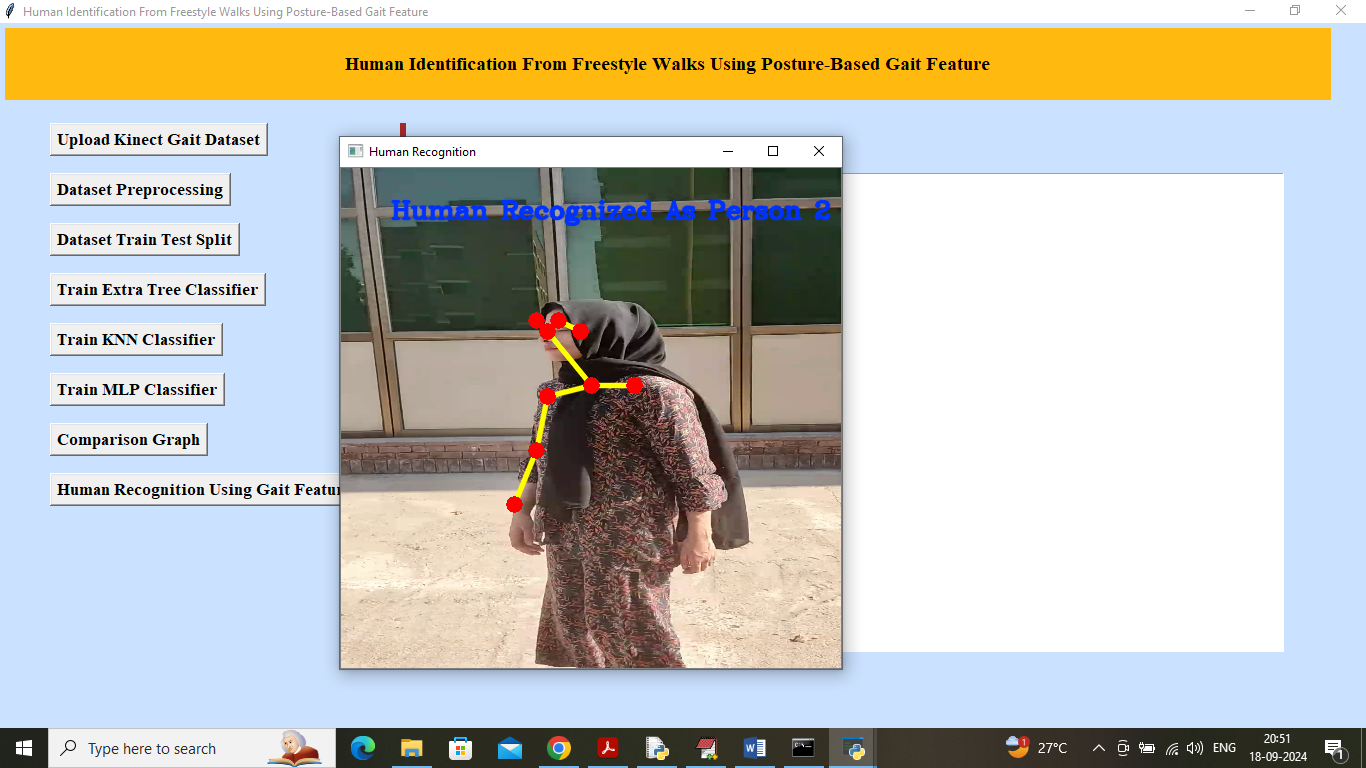 Human Identification From Freestyle Walks Using Posture-Based Gait Feature
Human Identification From Freestyle Walks Using Posture-Based Gait Feature
Upload Kinect Gait Dataset
Human Recognition
Dataset Preprocessing
Human Recognized As Person 2
Dataset Train Test Split
Train Extra Tree Classifier
Train KNN Classifier
Train MLP Classifier
Comparison Graph
Human Recognition Using Gait Featur
Type here to search
27°C
ENG
20:51
18-09-2024
1